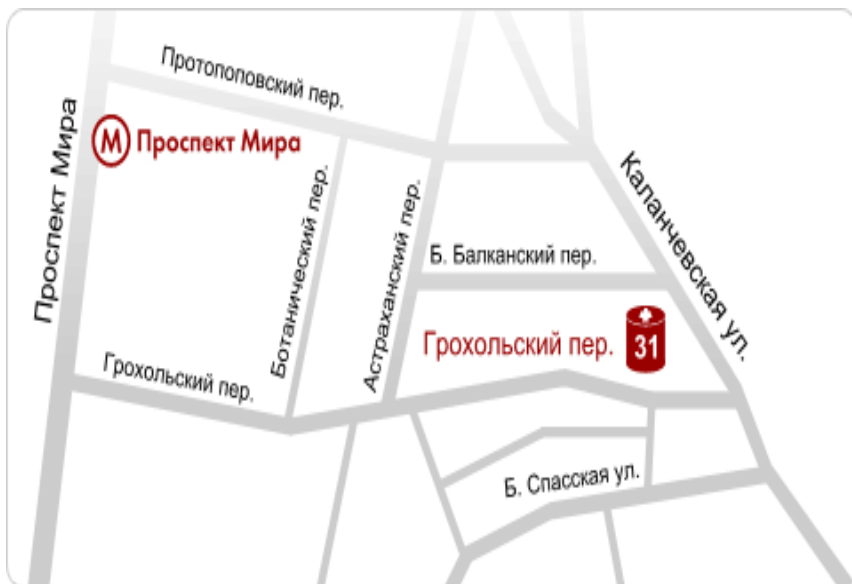 Протопоповский пер.
Проспект Мира
М Проспект Мира
Ботанический пер.
Астраханский пер.
Каланчевская ул.
Б. Балканский пер.
Грохольский пер. 31
Грохольский пер.
Б. Спасская ул.